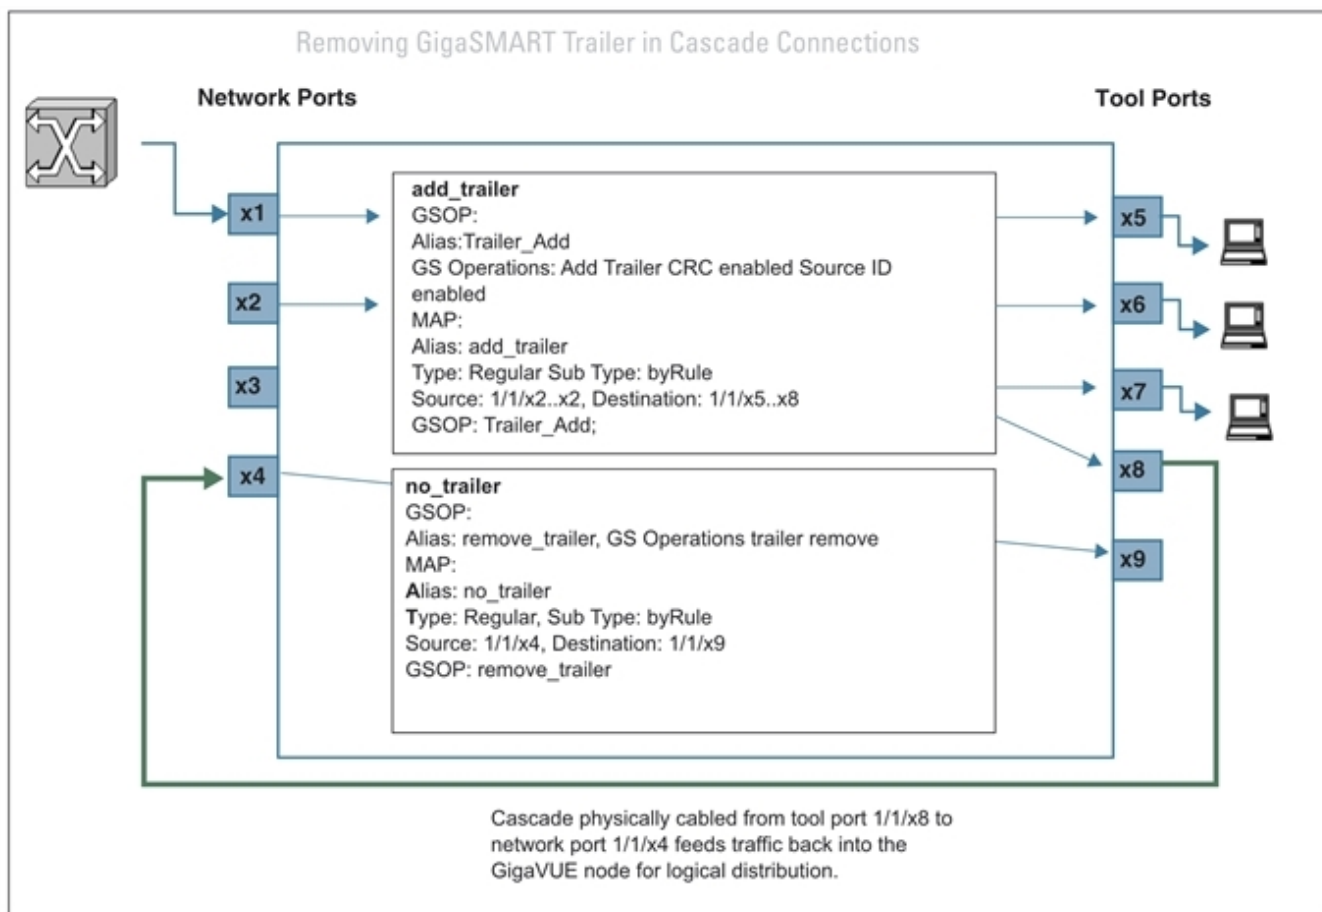 Removing GigaSMART Trailer in Cascade Connections
Network Ports
Tool Ports
x1
x2
x3
x4
add_trailer
GSOP:
Alias:Trailer_Add
GS Operations: Add Trailer CRC enabled Source ID
enabled
MAP:
Alias: add_trailer
Type: Regular Sub Type: byRule
Source: 1/1/x2..x2, Destination: 1/1/x5..x8
GSOP: Trailer_Add;
no_trailer
GSOP:
Alias: remove_trailer, GS Operations trailer remove
MAP:
Alias: no_trailer
Type: Regular, Sub Type: byRule
Source: 1/1/x4, Destination: 1/1/x9
GSOP: remove_trailer
x5
x6
x7
x8
x9
Cascade physically cabled from tool port 1/1/x8 to
network port 1/1/x4 feeds traffic back into the
GigaVUE node for logical distribution.